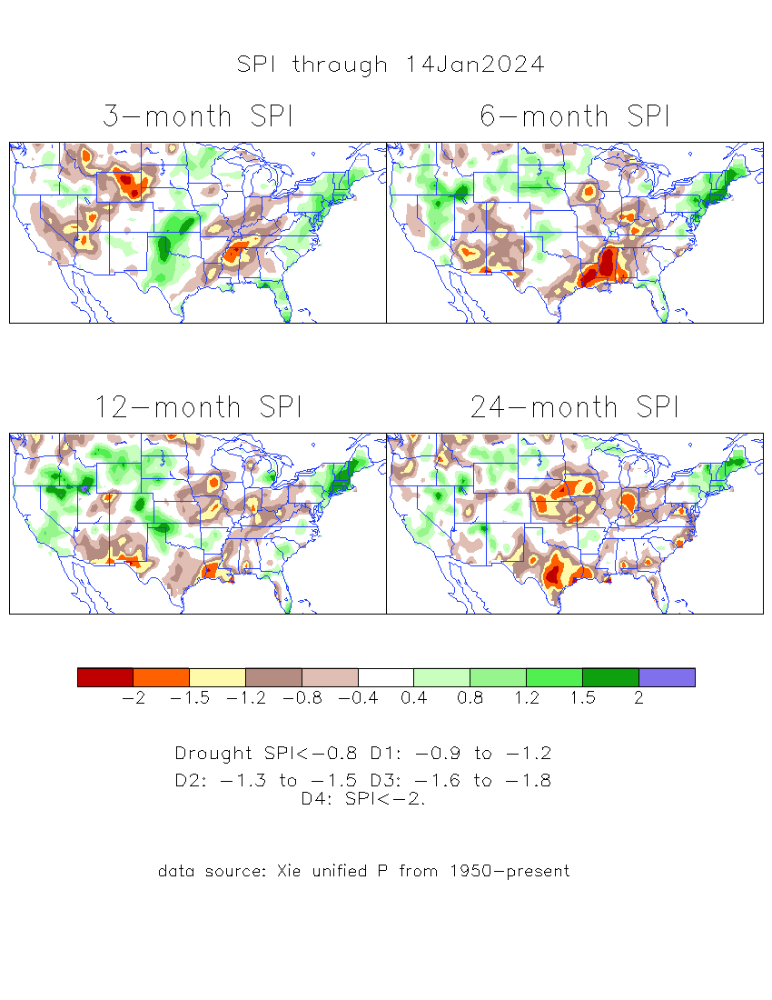 SPI through 14Jan2024
3-month SPI
6-month SPI
12-month SPI
24-month SPI
-2 -1.5 -1.2 -0.8 -0.4 0.4 0.8 1.2 1.5 2
Drought SPI<-0.8 D1: -0.9 to -1.2
D2: -1.3 to -1.5 D3: -1.6 to -1.8
D4: SPI<-2.
data source: Xie unified P from 1950-present